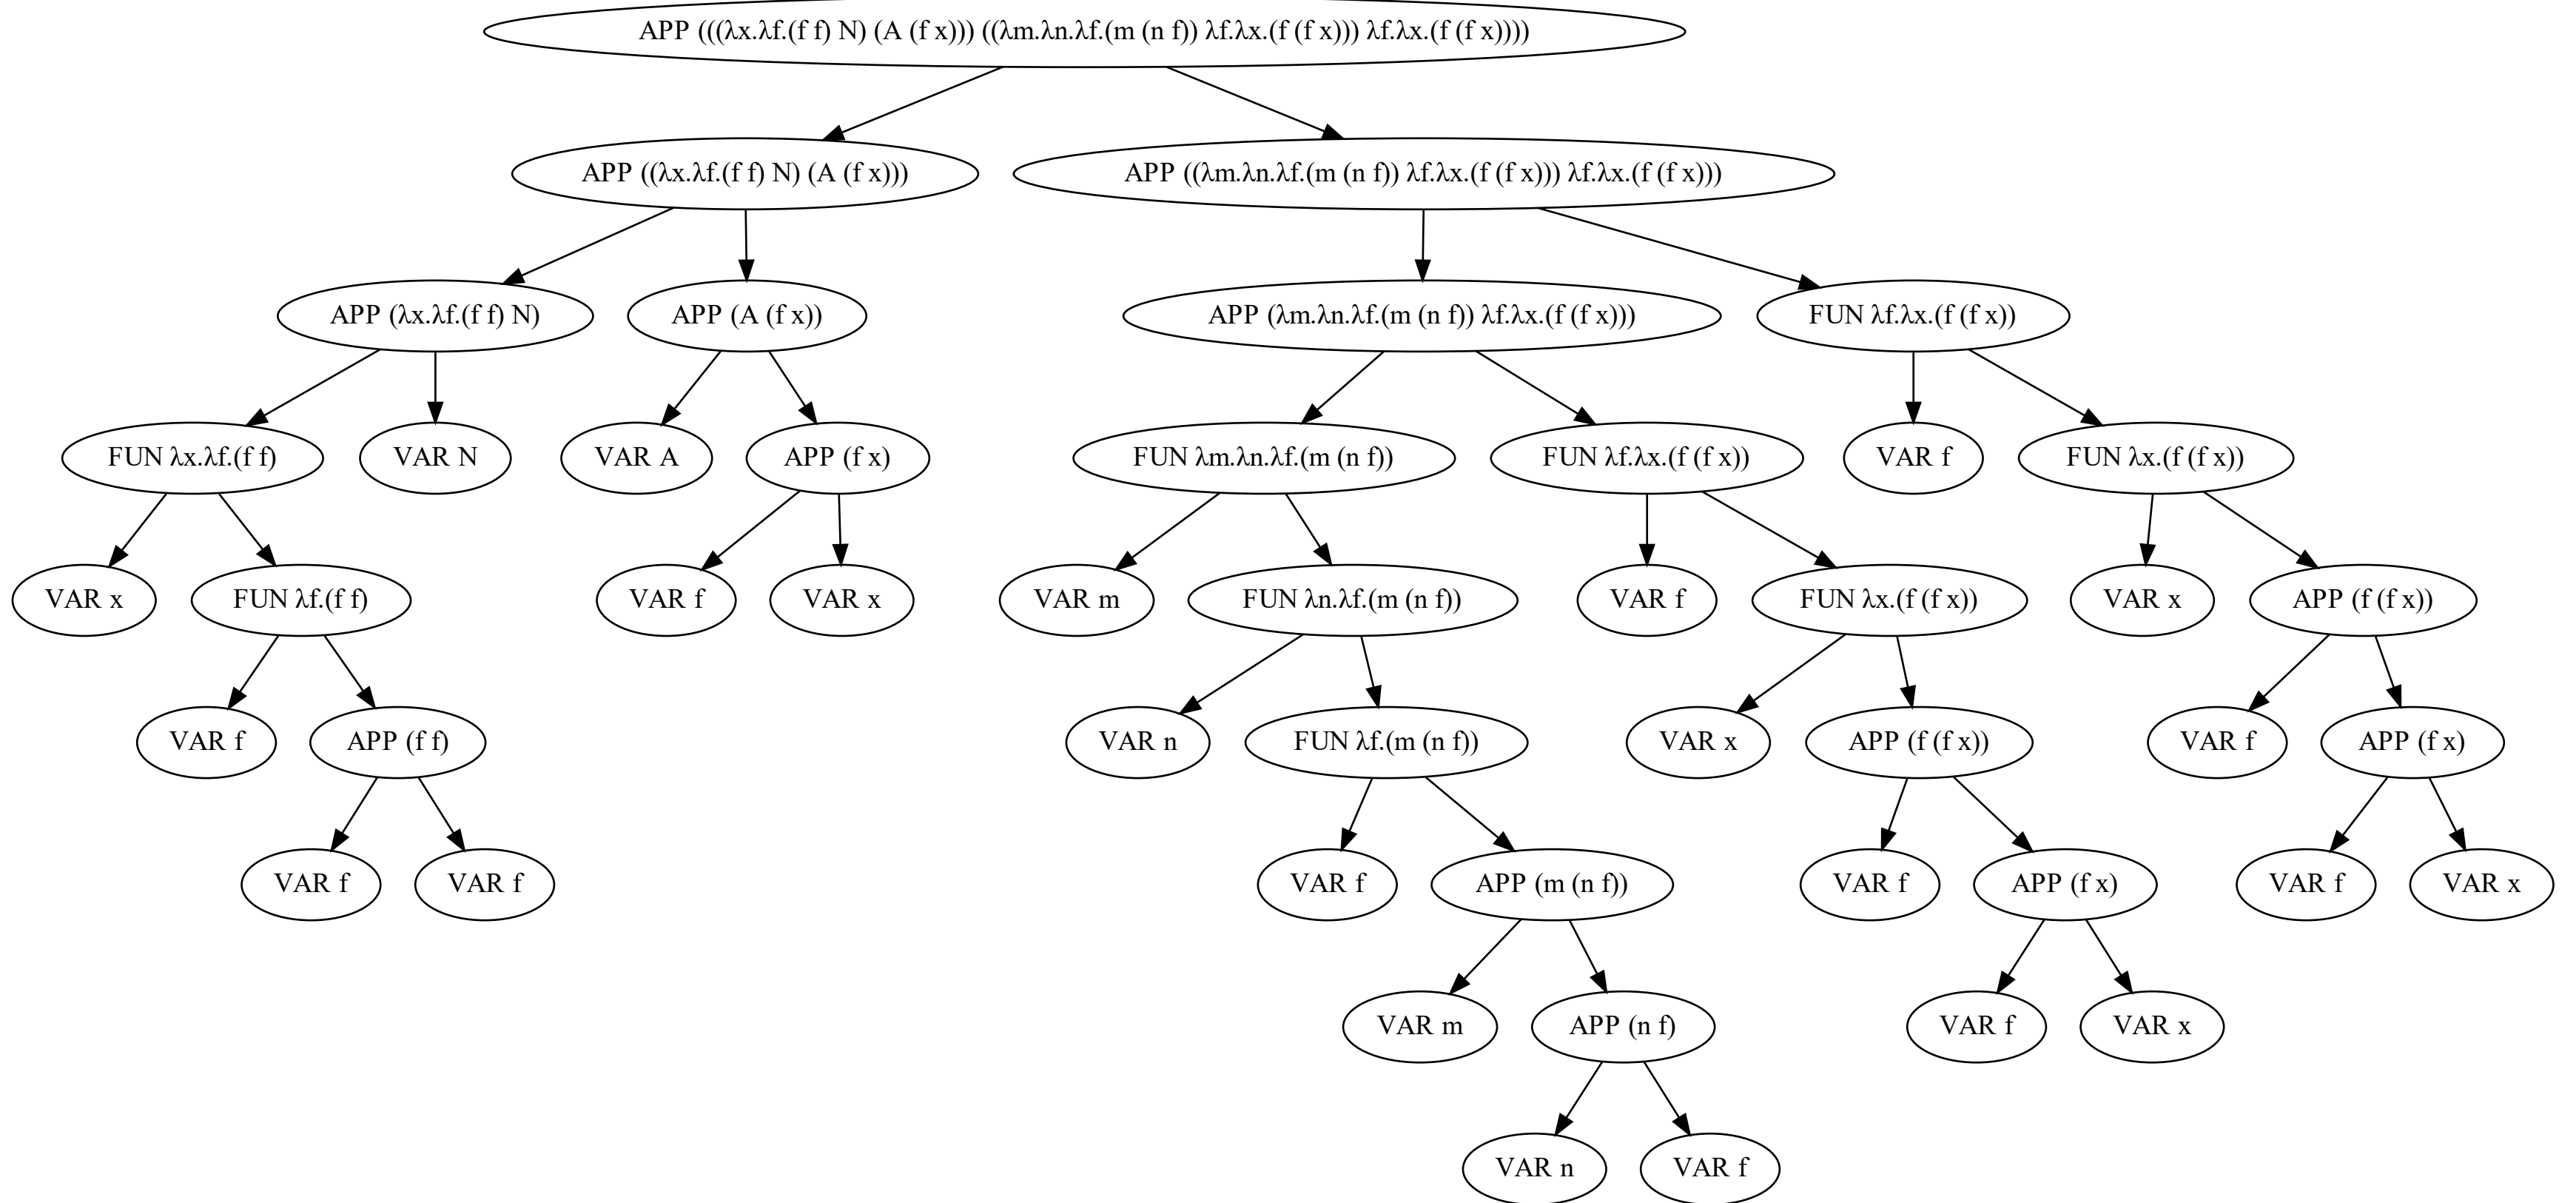 APP (((λx.λf.(f f) N) (A (f x))) ((λm.λn.λf.(m (n f)) λf.λx.(f (f x))) λf.λx.(f (f x))))
APP ((λx.λf.(f f) N) (A (f x)))
APP ((λm.λn.λf.(m (n f)) λf.λx.(f (f x))) λf.λx.(f (f x)))
APP (λx.λf.(f f) N)
APP (A (f x))
APP (λm.λn.λf.(m (n f)) λf.λx.(f (f x)))
FUN λf.λx.(f (f x))
FUN λx.λf.(f f)
VAR N
VAR A
APP (f x)
FUN λm.λn.λf.(m (n f))
FUN λf.λx.(f (f x))
VAR f
FUN λx.(f (f x))
VAR x
FUN λf.(f f)
VAR f
VAR x
VAR m
FUN λn.λf.(m (n f))
VAR f
FUN λx.(f (f x))
VAR x
APP (f (f x))
VAR f
APP (f f)
VAR n
FUN λf.(m (n f))
VAR x
APP (f (f x))
VAR f
APP (f x)
VAR f
VAR f
VAR f
APP (m (n f))
VAR f
APP (f x)
VAR f
VAR x
VAR m
APP (n f)
VAR f
VAR x
VAR n
VAR f